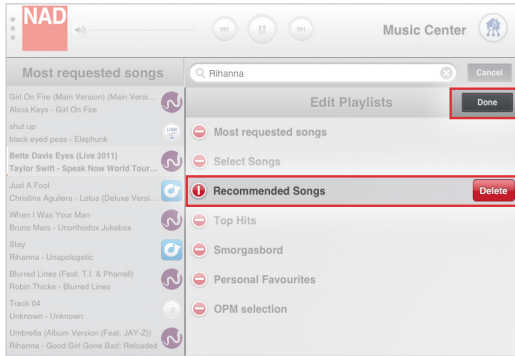 NAD
Music Center
Most requested songs
Rihanna
Cancel
Girl On Fire (Main Version) (Main Versi...
Alicia Keys - Girl On Fire
shut up
black eyed peas - Elephunk
Bette Davis Eyes (Live 2011)
Taylor Swift - Speak Now World Tour...
Just A Fool
Christina Aguilera - Lotus (Deluxe Versi...
When I Was Your Man
Bruno Mars - Unorthodox Jukebox
Stay
Rihanna - Unapologetic
Blurred Lines (Feat. T.I. & Pharrell)
Robin Thicke - Blurred Lines
Track 04
Unknown - Unknown
Umbrella (Album Version (Feat. JAY-Z))
Rihanna - Good Girl Gone Bad: Reloaded
Edit Playlists
Done
Most requested songs
Select Songs
Recommended Songs
Delete
Top Hits
Smorgasbord
Personal Favourites
OPM selection